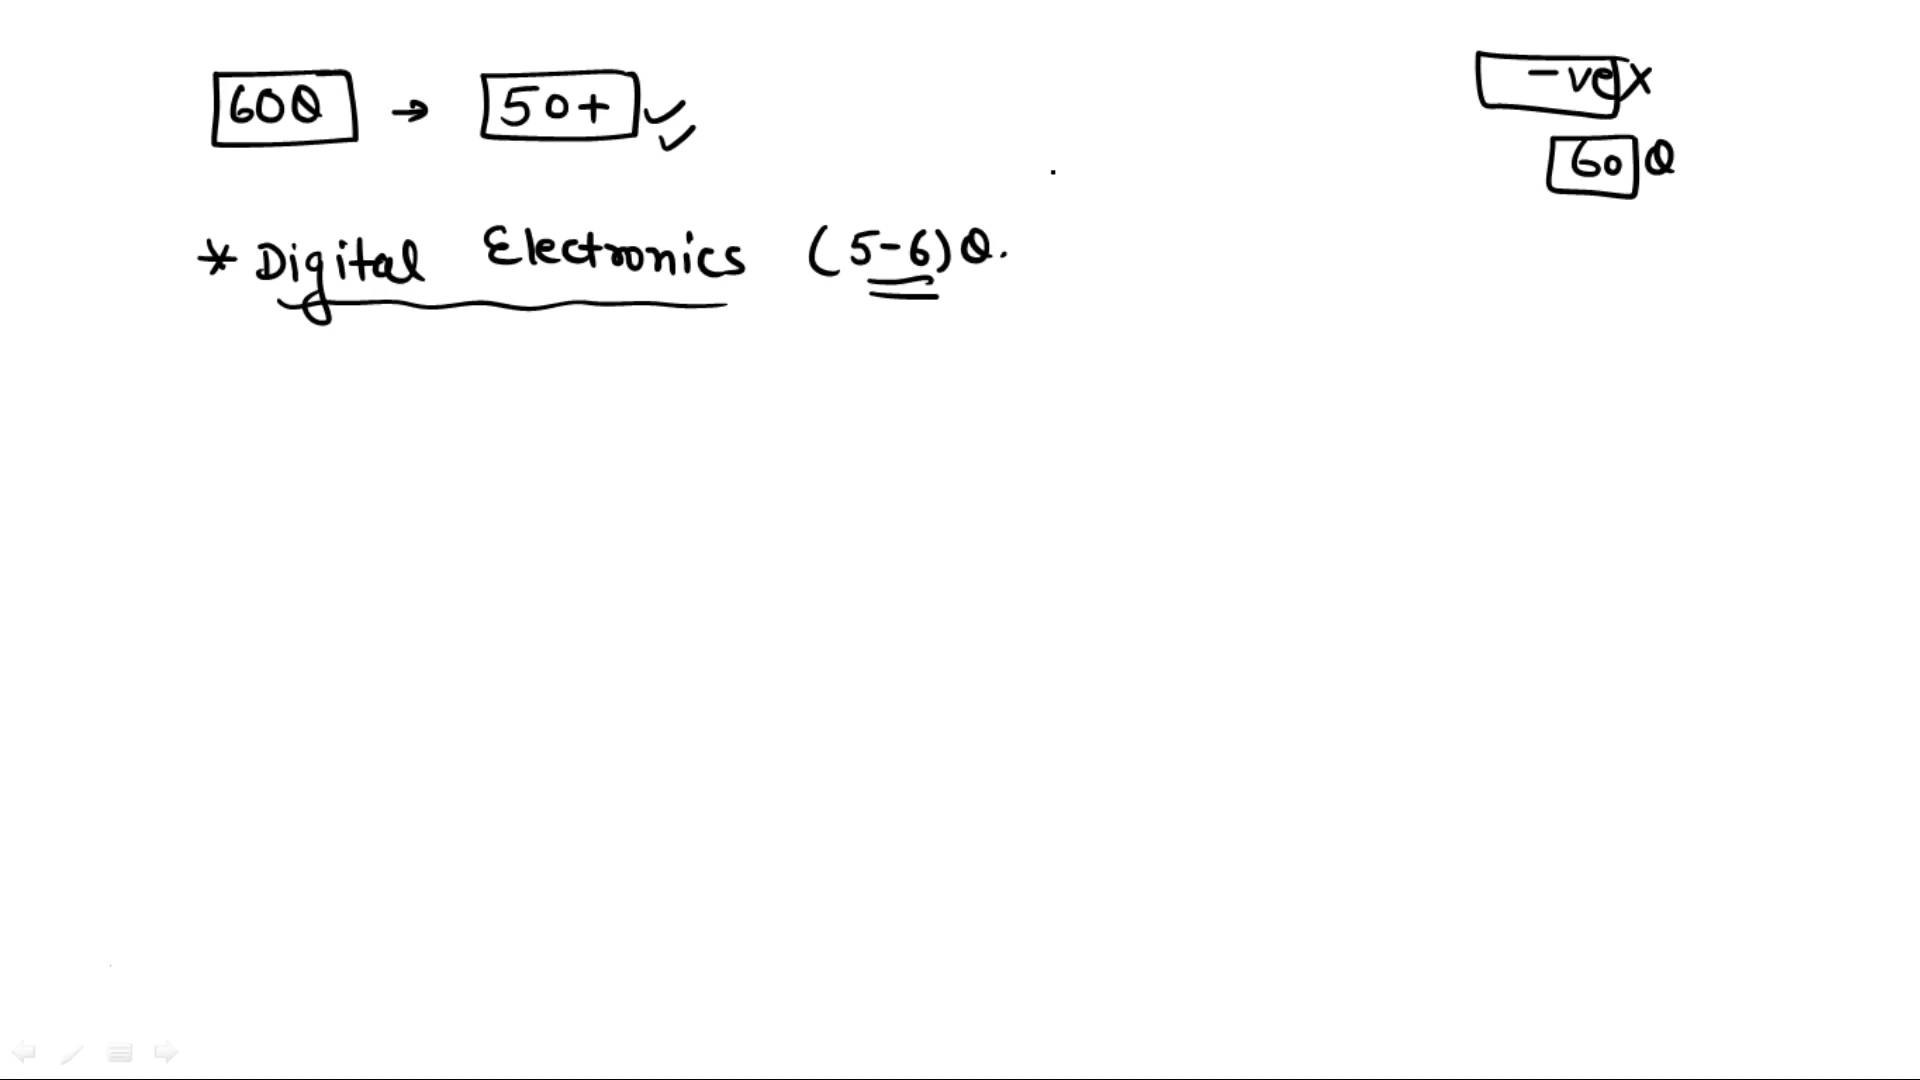 60Q → 50+ ✓✓
-ve x
60 Q
* Digital Electronics (5-6)Q.